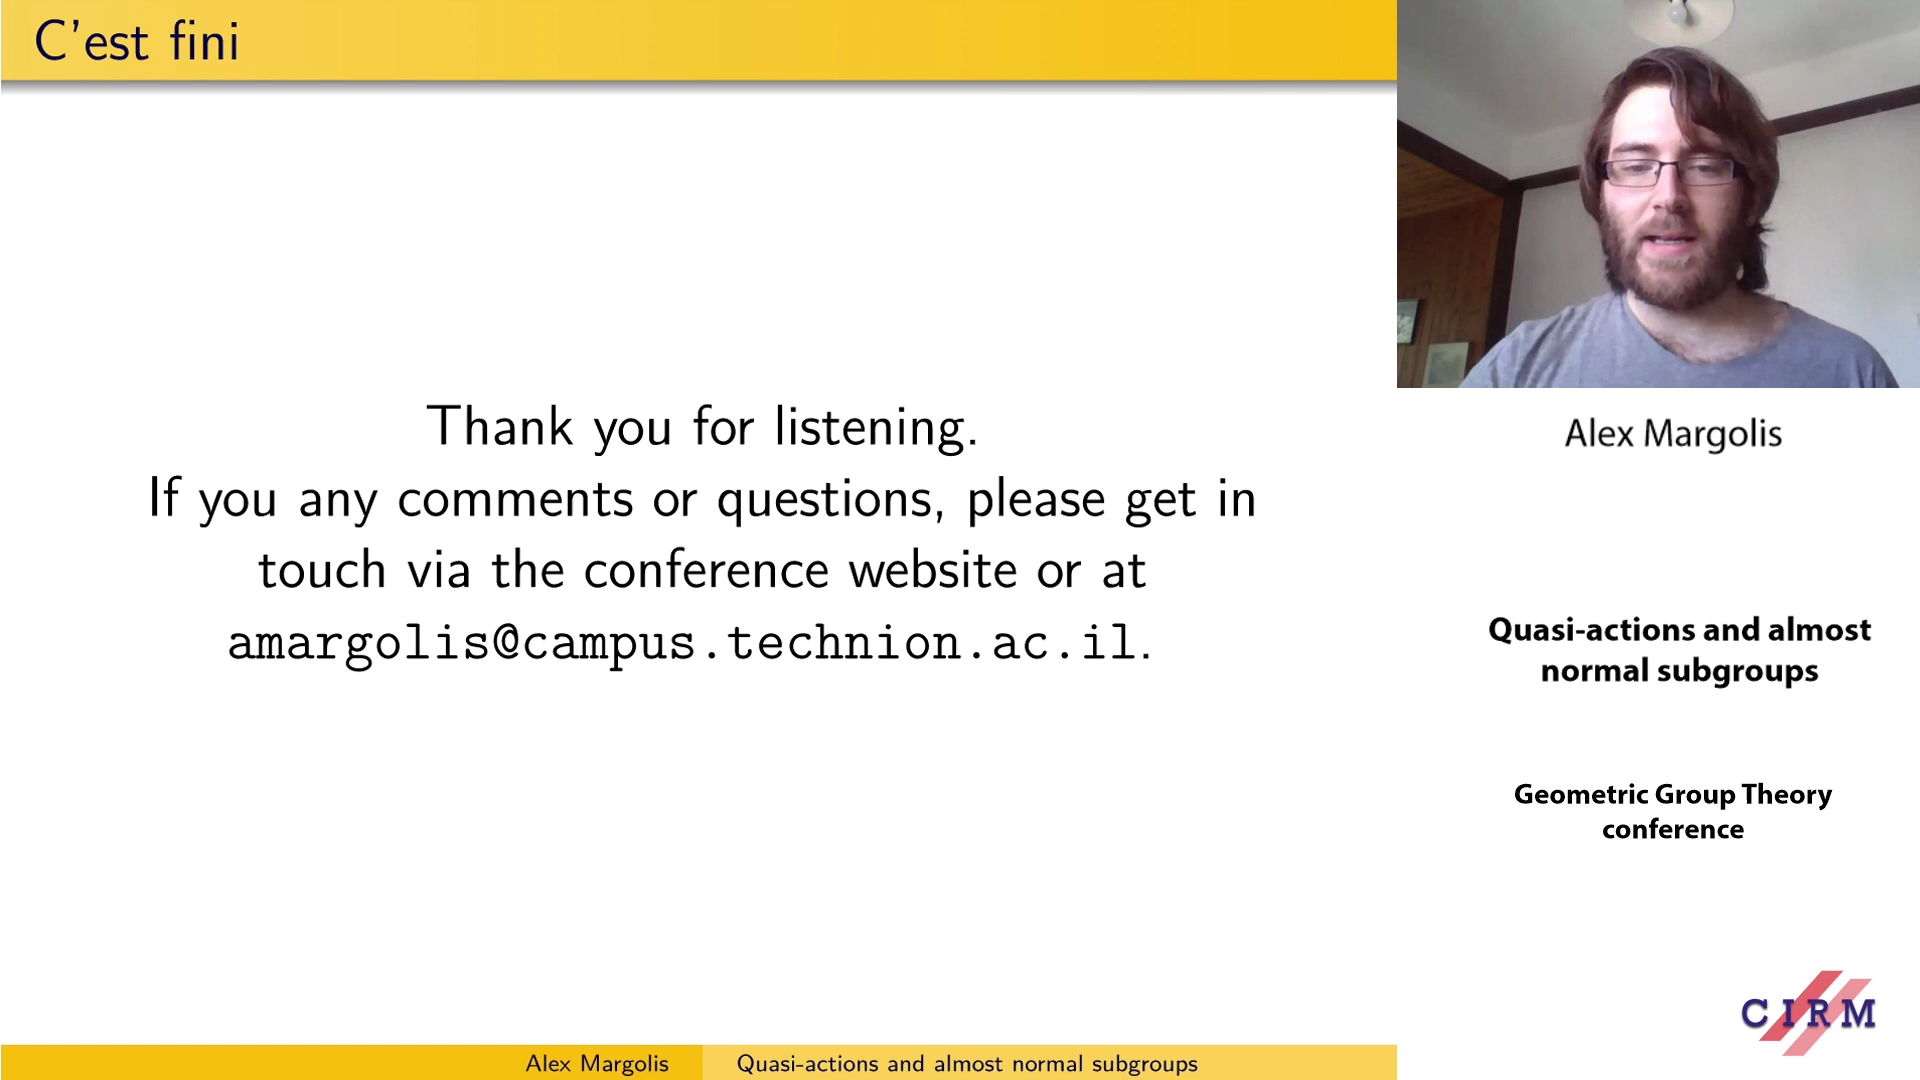 C'est fini
Thank you for listening.
If you any comments or questions, please get in
touch via the conference website or at
amargolis@campus.technion.ac.il.
Alex Margolis
Quasi-actions and almost
normal subgroups
Geometric Group Theory
conference
CIRM
Alex Margolis Quasi-actions and almost normal subgroups